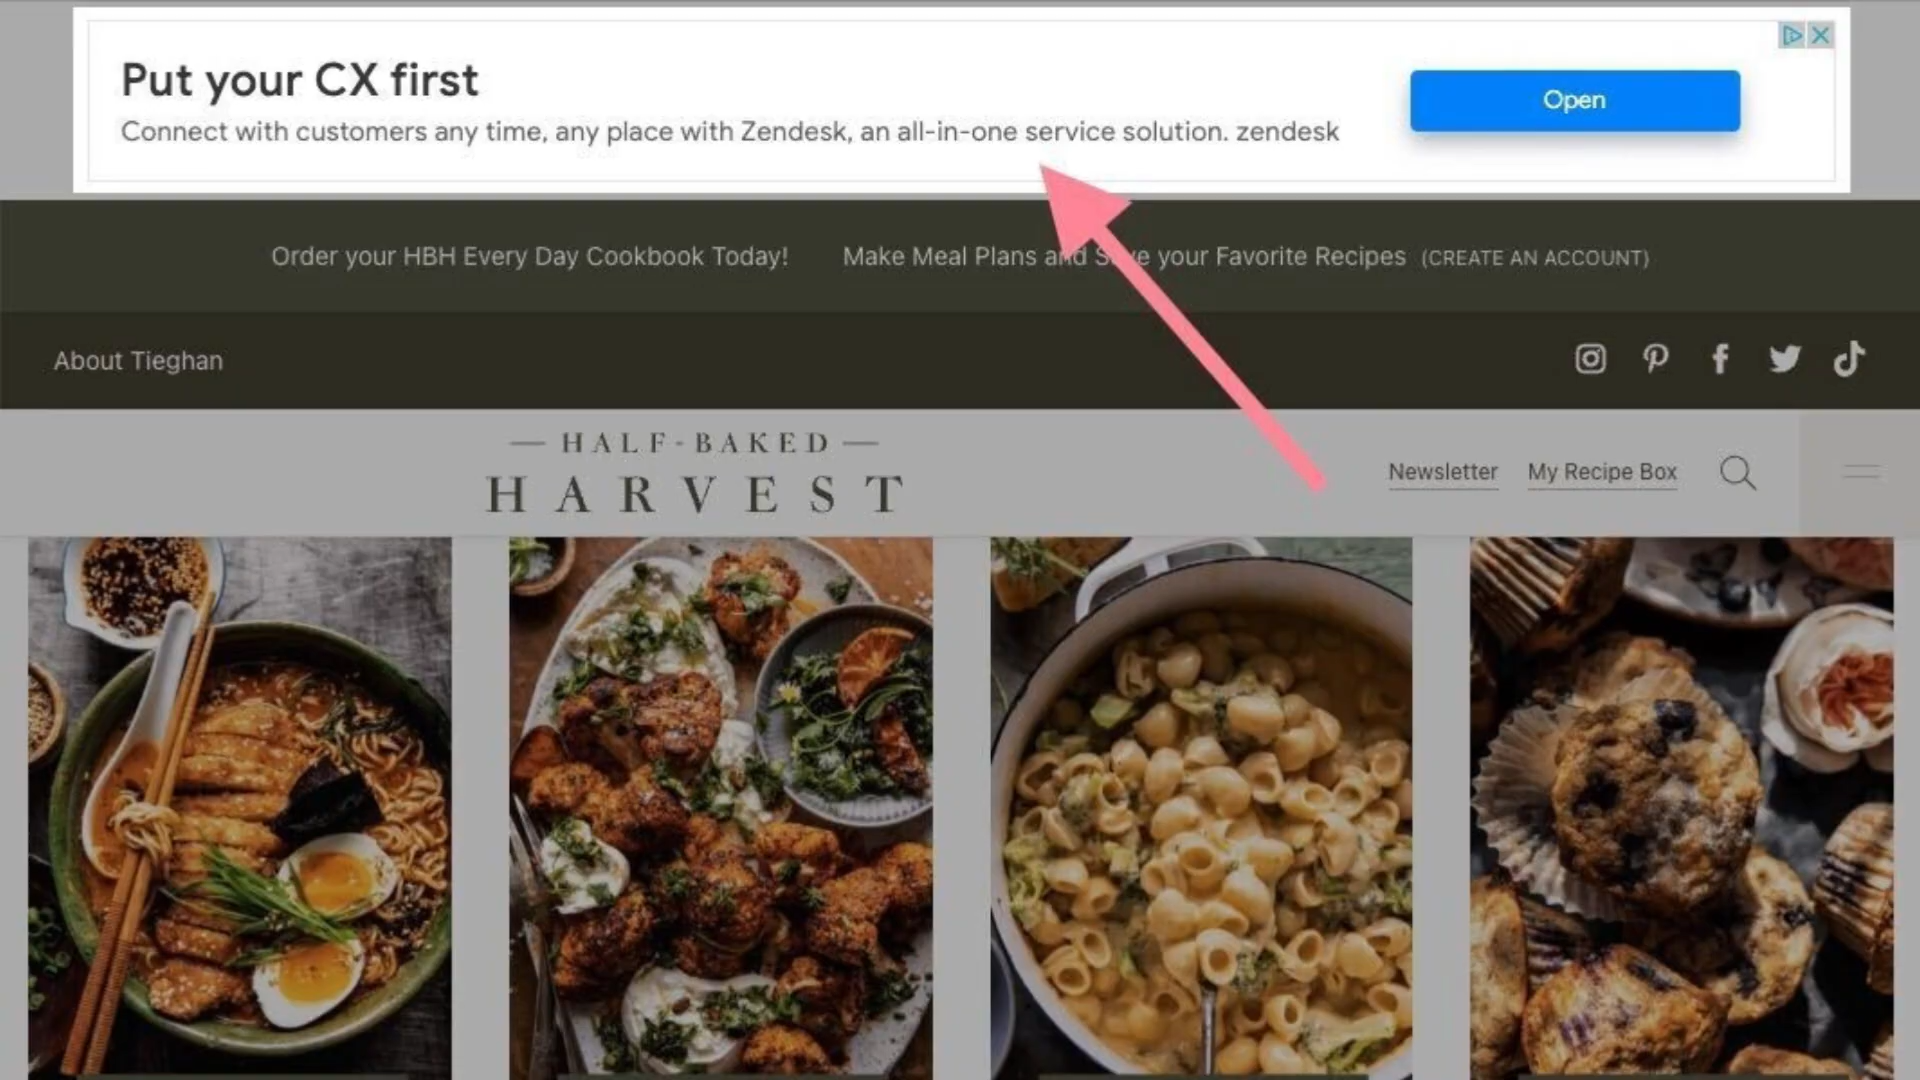 Put your CX first
Connect with customers any time, any place with Zendesk, an all-in-one service solution. zendesk
Open
Order your HBH Every Day Cookbook Today!
Make Meal Plans and Save your Favorite Recipes (CREATE AN ACCOUNT)
About Tieghan
HALF-BAKED
HARVEST
Newsletter
My Recipe Box